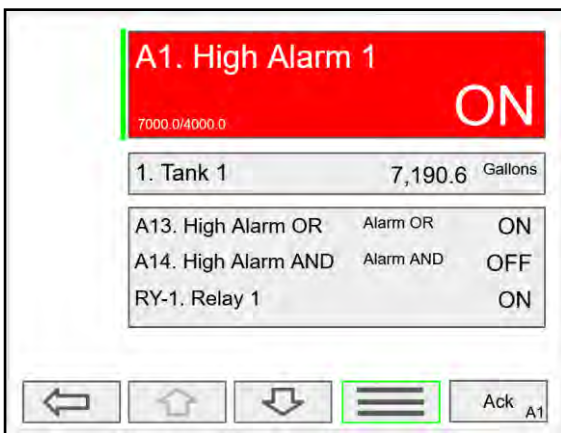 A1. High Alarm 1
ON
7000.0/4000.0
1. Tank 1 7,190.6 Gallons
A13. High Alarm OR Alarm OR ON
A14. High Alarm AND Alarm AND OFF
RY-1. Relay 1 ON
Ack A1